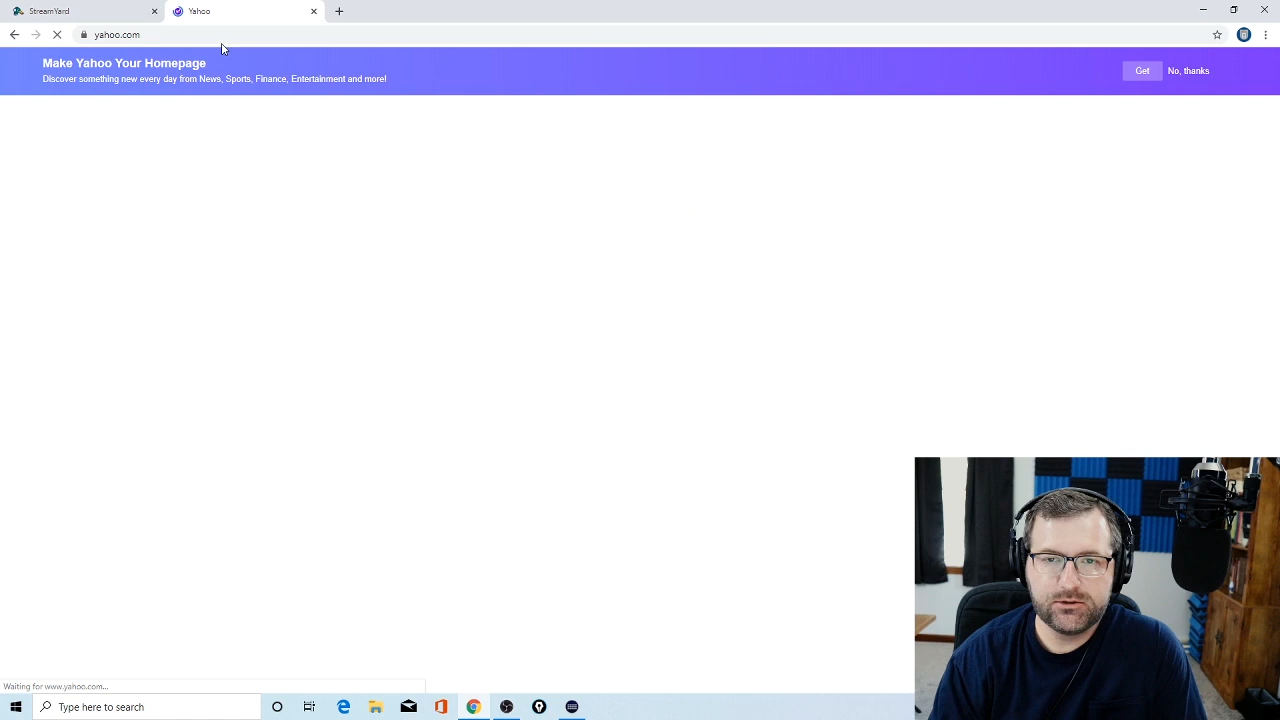 StreamYard
Yahoo
yahoo.com
Make Yahoo Your Homepage
Discover something new every day from News, Sports, Finance, Entertainment and more!
Get
No, thanks
Waiting for www.yahoo.com...
Type here to search